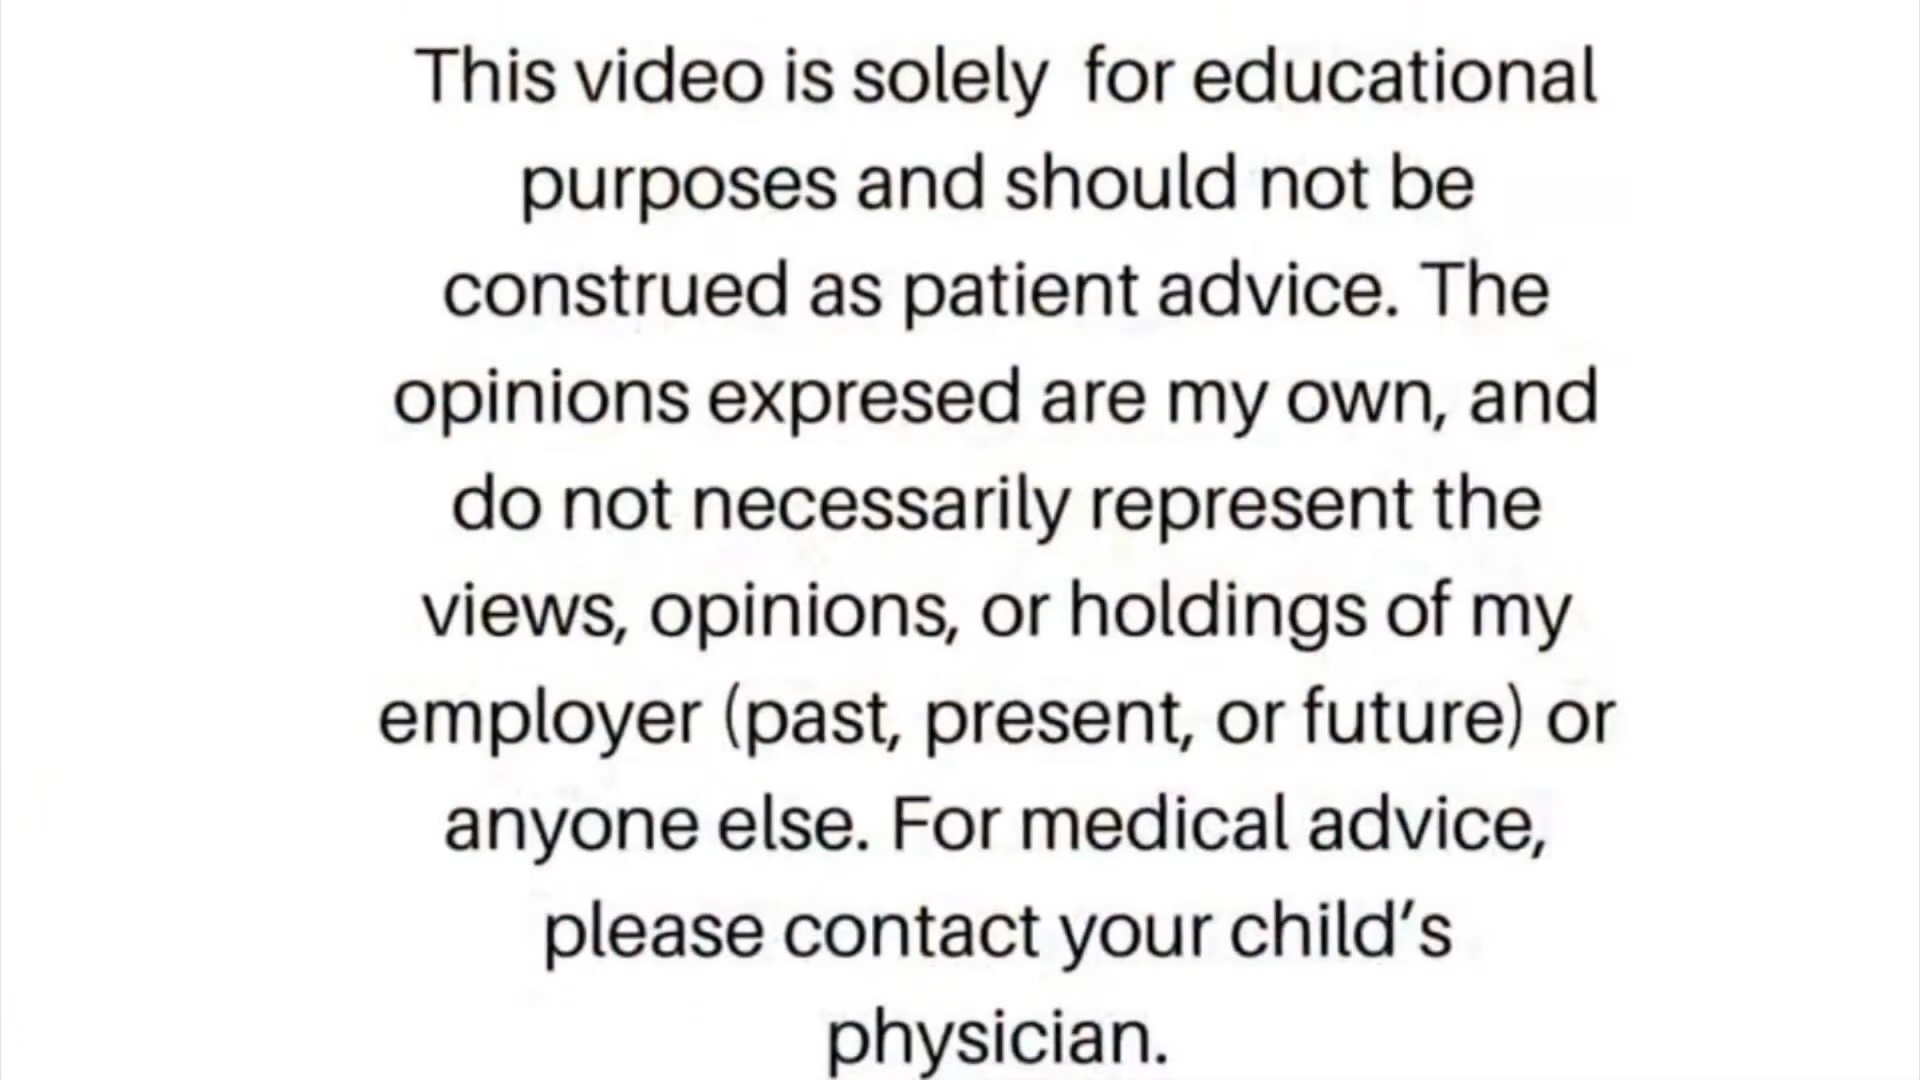 This video is solely  for educational
purposes and should not be
construed as patient advice. The
opinions expresed are my own, and
do not necessarily represent the
views, opinions, or holdings of my
employer (past, present, or future) or
anyone else. For medical advice,
please contact your child’s
physician.